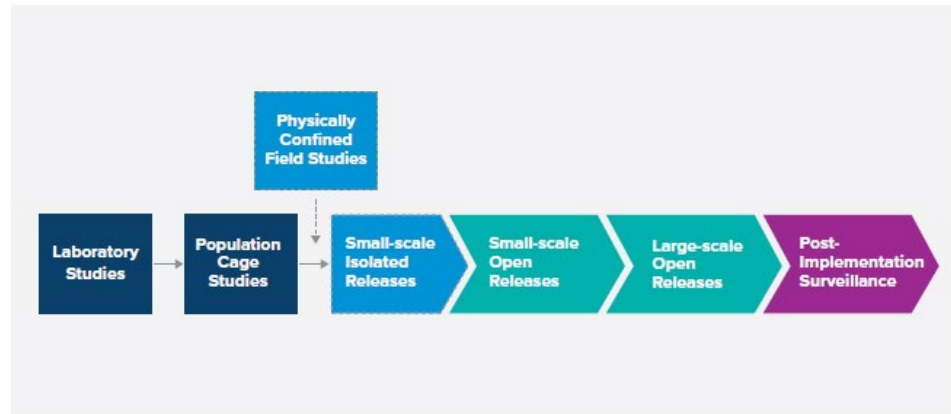 Physically
Confined
Field Studies
Laboratory
Studies
Population
Cage
Studies
Small-scale
Isolated
Releases
Small-scale
Open
Releases
Large-scale
Open
Releases
Post-
Implementation
Surveillance